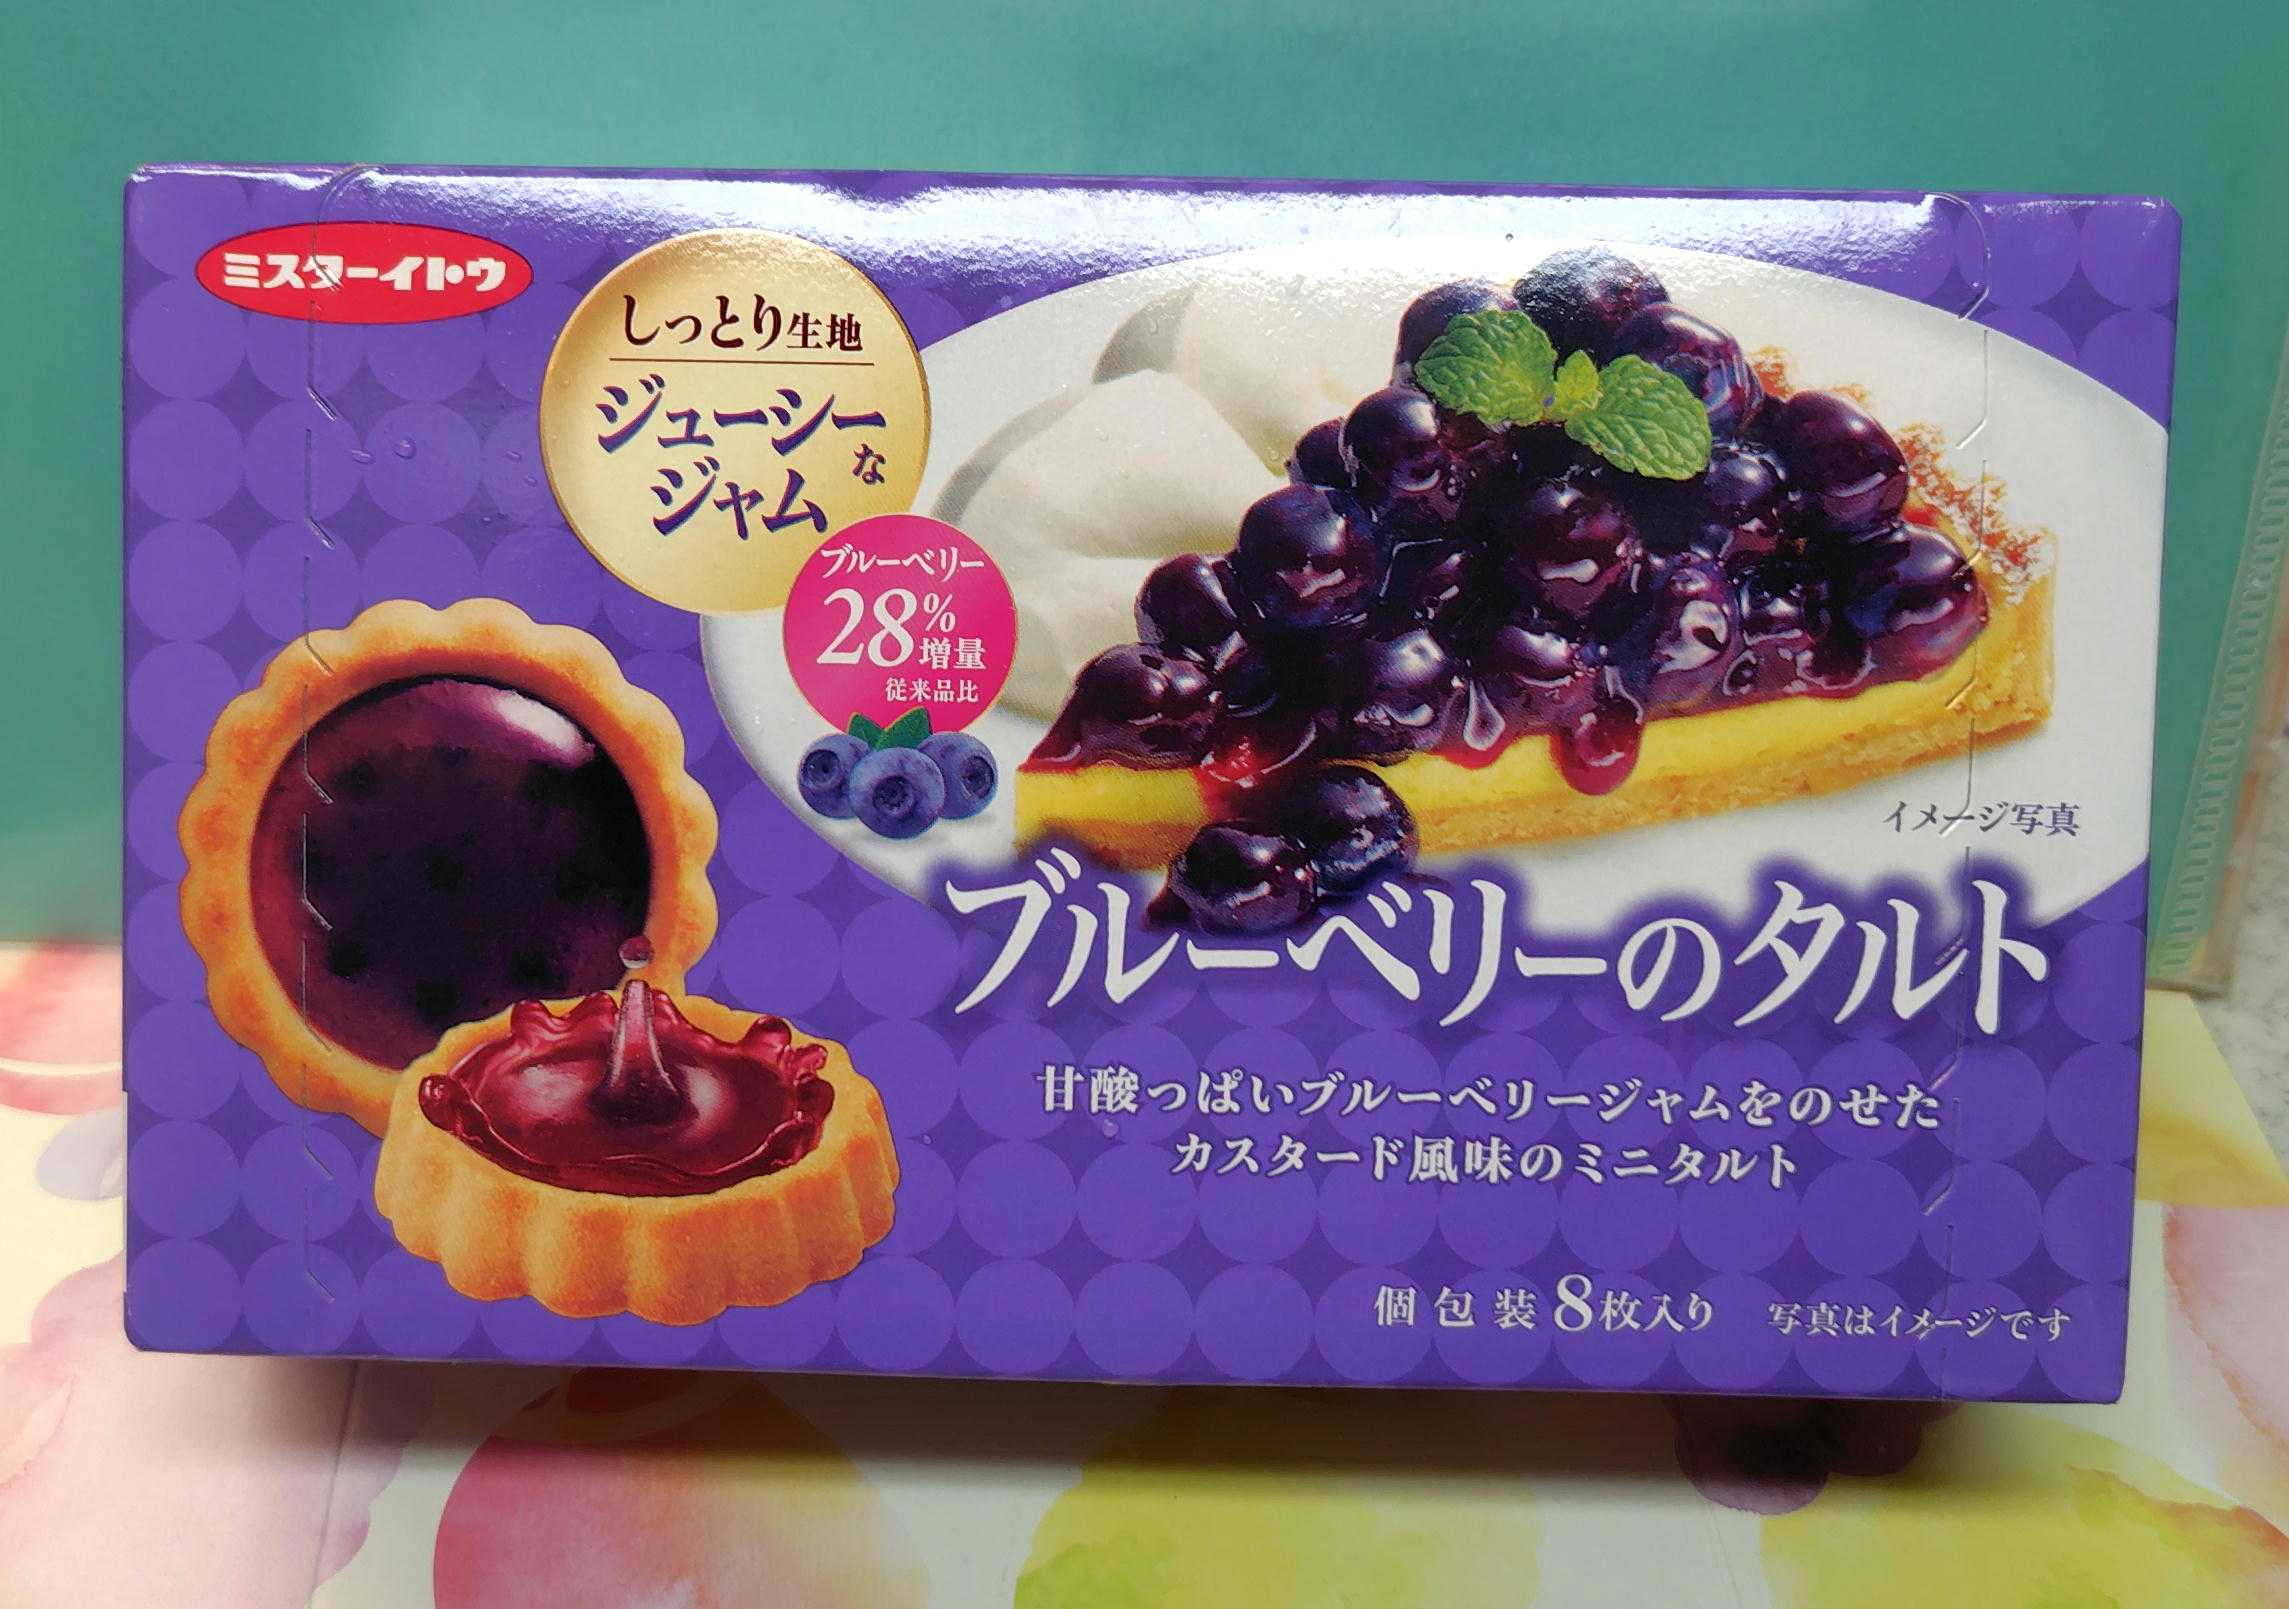 ミスターイトウ
しっとり生地
ジューシーな
ジャム
ブルーベリー
28%増量
従来品比
イメージ写真
ブルーベリーのタルト
甘酸っぱいブルーベリージャムをのせた
カスタード風味のミニタルト
個包装8枚入り 写真はイメージです